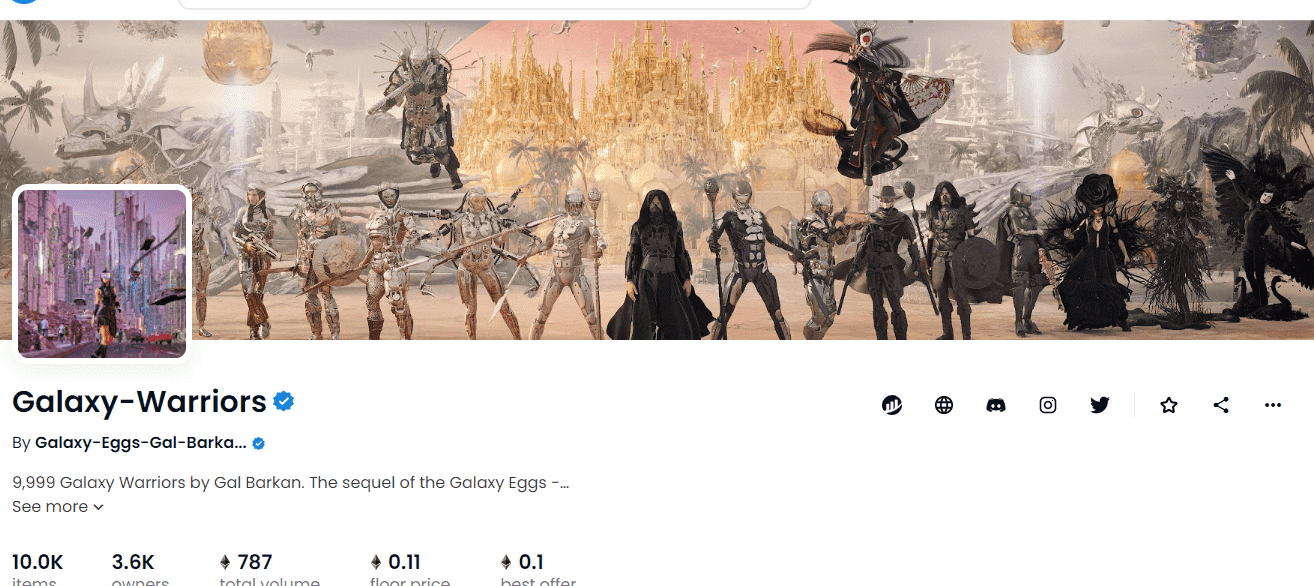 Galaxy-Warriors
By Galaxy-Eggs-Gal-Barka...
9,999 Galaxy Warriors by Gal Barkan. The sequel of the Galaxy Eggs -...
See more
10.0K 3.6K 787 0.11 0.1
items owners total volume floor price best offer